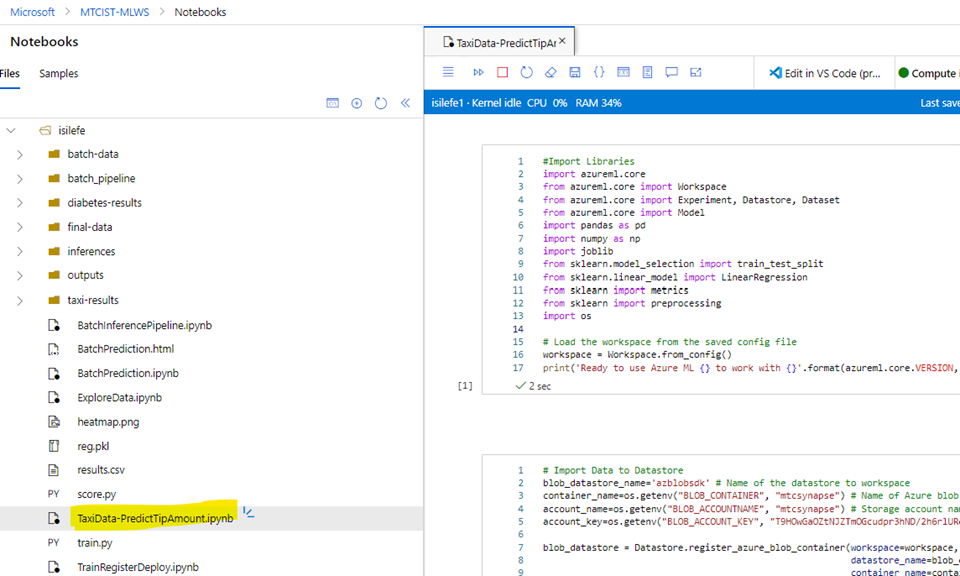 Microsoft > MTCIST-MLWS > Notebooks
Notebooks
Files Samples
isilefe
batch-data
batch_pipeline
diabetes-results
final-data
inferences
outputs
taxi-results
BatchInferencePipeline.ipynb
BatchPrediction.html
BatchPrediction.ipynb
ExploreData.ipynb
heatmap.png
reg.pkl
results.csv
PY score.py
TaxiData-PredictTipAmount.ipynb
PY train.py
TrainRegisterDeploy.ipynb
TaxiData-PredictTipAr ×
Edit in VS Code (pr... Compute i
isilefe1 · Kernel idle CPU 0% RAM 34% Last save
1 #Import Libraries
2 import azureml.core
3 from azureml.core import Workspace
4 from azureml.core import Experiment, Datastore, Dataset
5 from azureml.core import Model
6 import pandas as pd
7 import numpy as np
8 import joblib
9 from sklearn.model_selection import train_test_split
10 from sklearn.linear_model import LinearRegression
11 from sklearn import metrics
12 from sklearn import preprocessing
13 import os
14
15 # Load the workspace from the saved config file
16 workspace = Workspace.from_config()
17 print('Ready to use Azure ML {} to work with {}'.format(azureml.core.VERSION,
[1] ✓ 2 sec
1 # Import Data to Datastore
2 blob_datastore_name='azblobsdk' # Name of the datastore to workspace
3 container_name=os.getenv("BLOB_CONTAINER", "mtcsynapse") # Name of Azure blob
4 account_name=os.getenv("BLOB_ACCOUNTNAME", "mtcsynapse") # Storage account na
5 account_key=os.getenv("BLOB_ACCOUNT_KEY",
6
7 blob_datastore = Datastore.register_azure_blob_container(workspace=workspace,
8 datastore_name=blob_d
9 container_name=conta